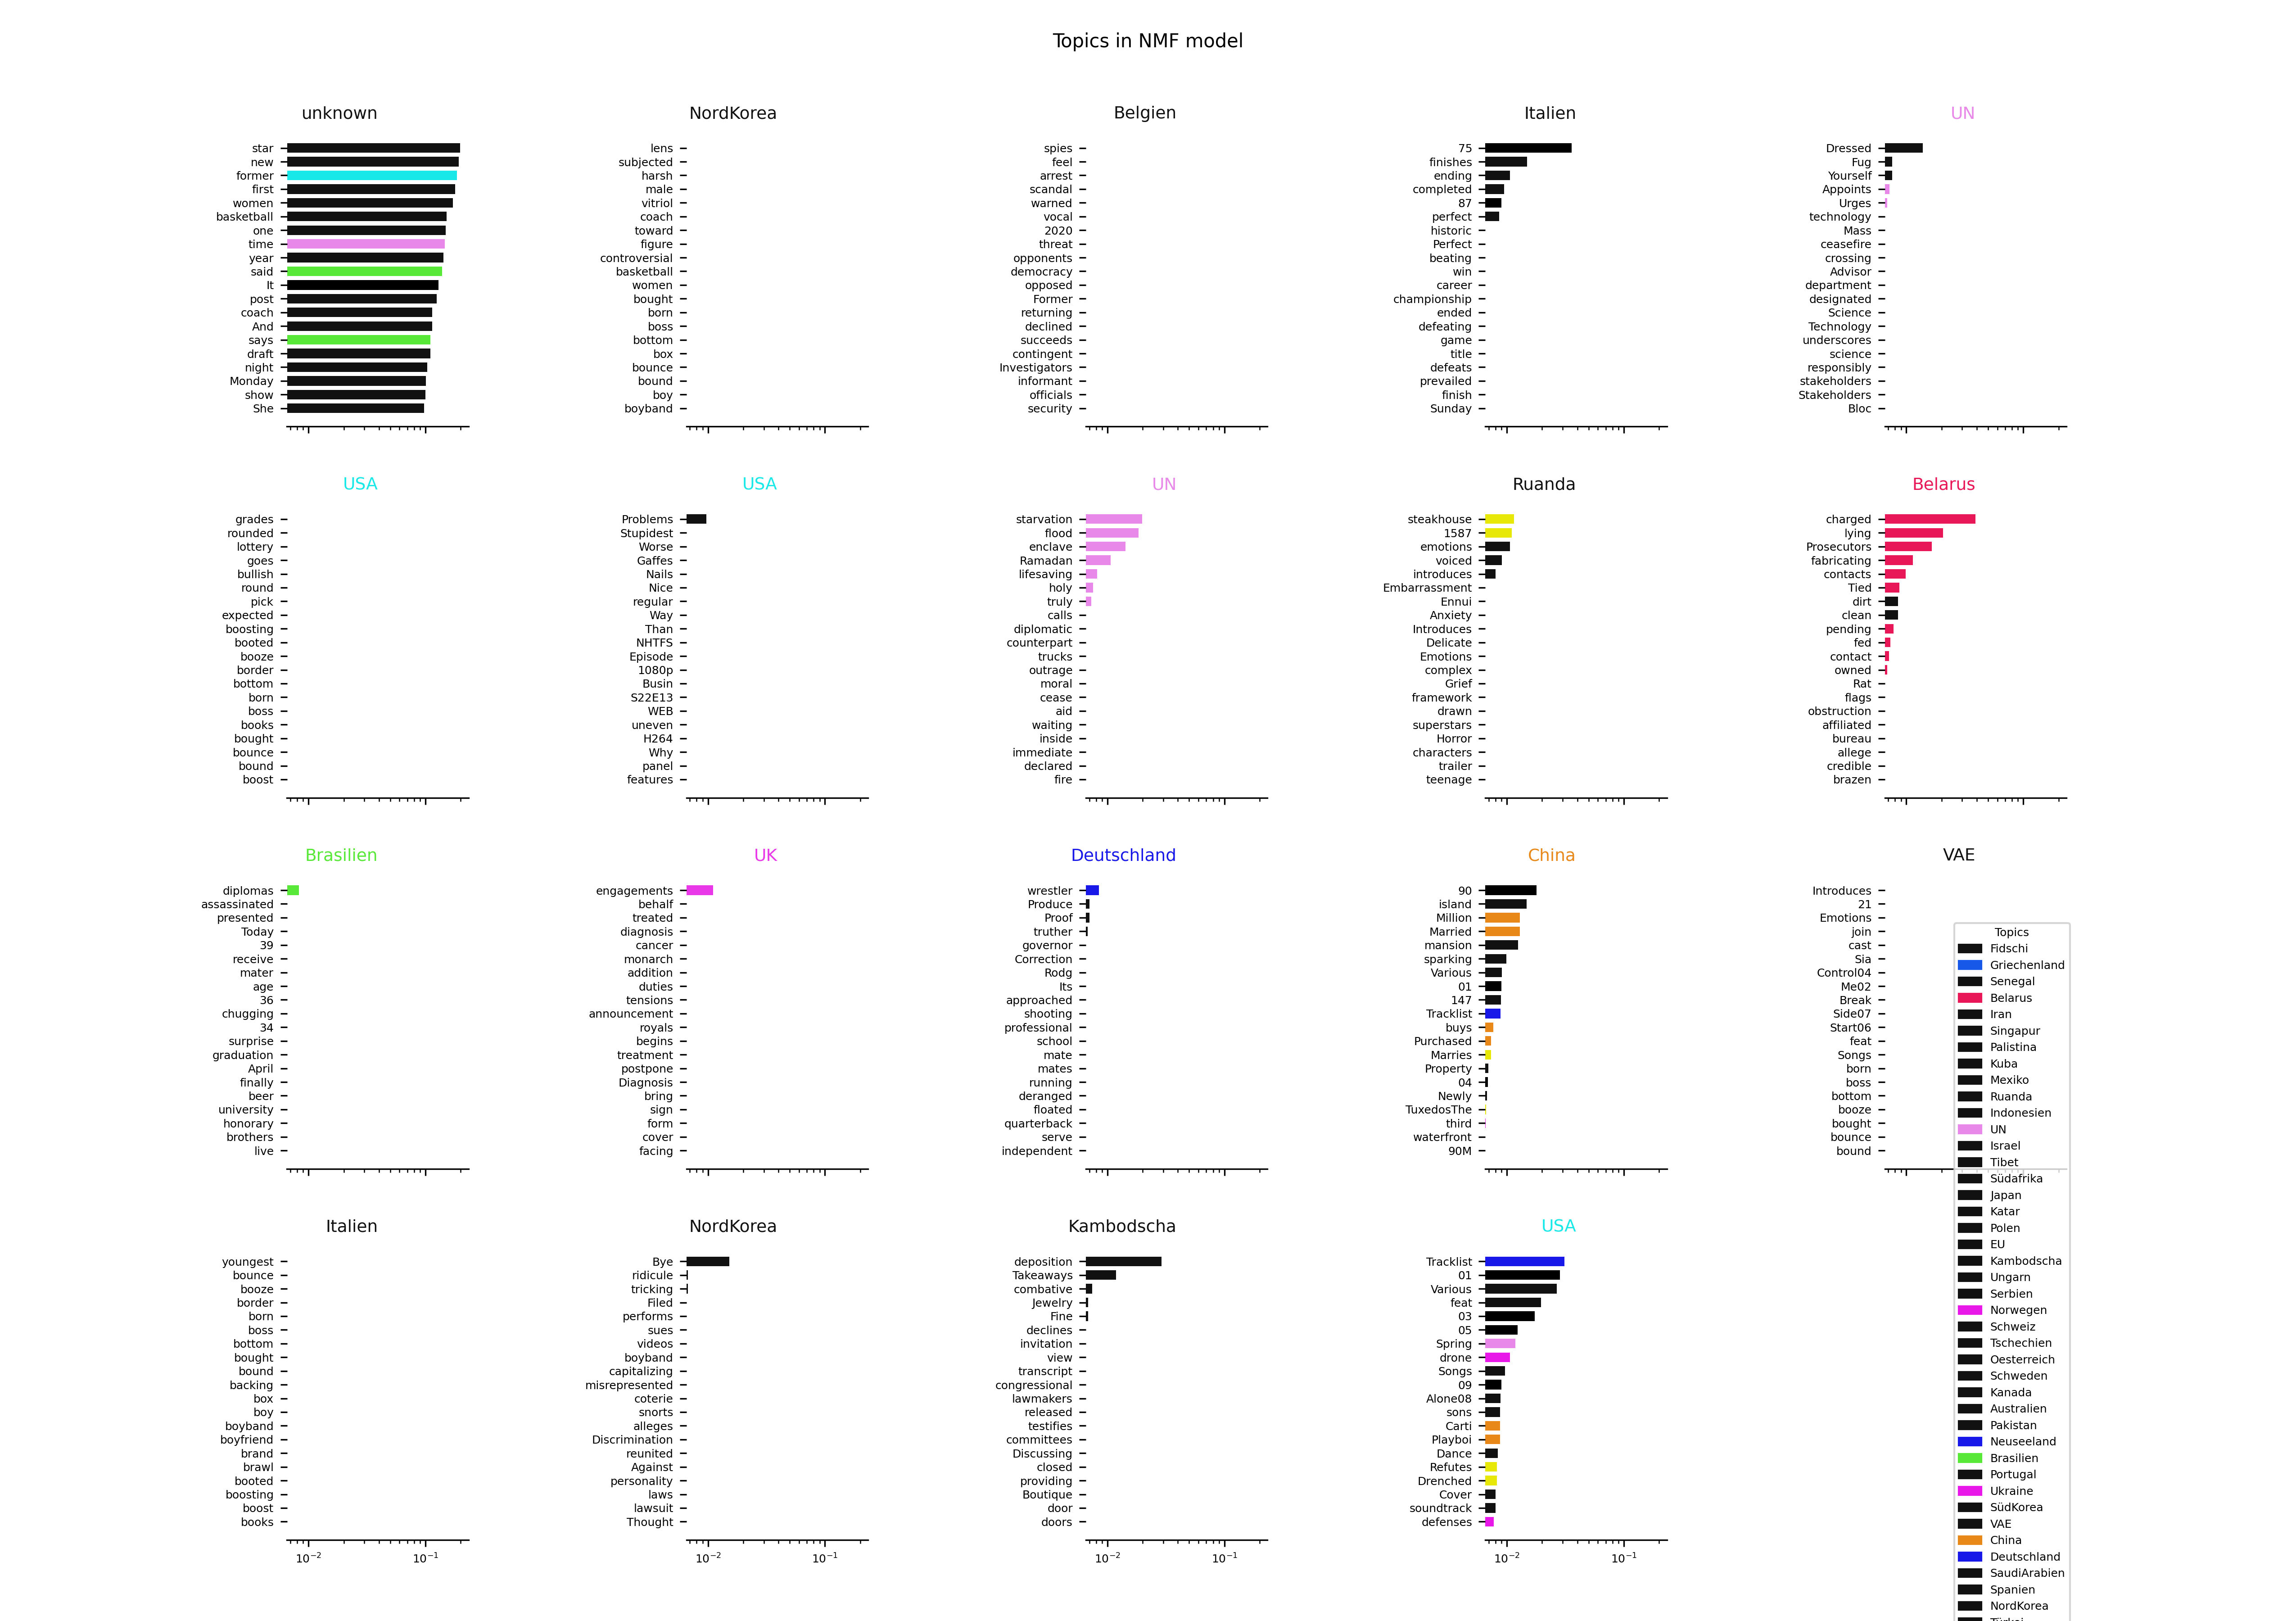 Topics in NMF model
unknown
star
new
former
first
women
basketball
one
time
year
said
It
post
coach
And
says
draft
night
Monday
show
She
NordKorea
lens
subjected
harsh
male
vitriol
coach
toward
figure
controversial
basketball
women
bought
born
boss
bottom
box
bounce
bound
boy
boyband
Belgien
spies
feel
arrest
scandal
warned
vocal
2020
threat
opponents
democracy
opposed
Former
returning
declined
succeeds
contingent
Investigators
informant
officials
security
Italien
75
finishes
ending
completed
87
perfect
historic
Perfect
beating
win
career
championship
ended
defeating
game
title
defeats
prevailed
finish
Sunday
UN
Dressed
Fug
Yourself
Appoints
Urges
technology
Mass
ceasefire
crossing
Advisor
department
designated
Science
Technology
underscores
science
responsibly
stakeholders
Stakeholders
Bloc
USA
grades
rounded
lottery
goes
bullish
round
pick
expected
boosting
booted
booze
border
bottom
born
boss
books
bought
bounce
bound
boost
USA
Problems
Stupidest
Worse
Gaffes
Nails
Nice
regular
Way
Than
NHTFS
Episode
1080p
Busin
S22E13
WEB
uneven
H264
Why
panel
features
UN
starvation
flood
enclave
Ramadan
lifesaving
holy
truly
calls
diplomatic
counterpart
trucks
outrage
moral
cease
aid
waiting
inside
immediate
declared
fire
Ruanda
steakhouse
1587
emotions
voiced
introduces
Embarrassment
Ennui
Anxiety
Introduces
Delicate
Emotions
complex
Grief
framework
drawn
superstars
Horror
characters
trailer
teenage
Belarus
charged
lying
Prosecutors
fabricating
contacts
Tied
dirt
clean
pending
fed
contact
owned
Rat
flags
obstruction
affiliated
bureau
allege
credible
brazen
Brasilien
diplomas
assassinated
presented
Today
39
receive
mater
age
36
chugging
34
surprise
graduation
April
finally
beer
university
honorary
brothers
live
UK
engagements
behalf
treated
diagnosis
cancer
monarch
addition
duties
tensions
announcement
royals
begins
treatment
postpone
Diagnosis
bring
sign
form
cover
facing
Deutschland
wrestler
Produce
Proof
truther
governor
Correction
Rodg
Its
approached
shooting
professional
school
mate
mates
running
deranged
floated
quarterback
serve
independent
China
90
island
Million
Married
mansion
sparking
Various
01
147
Tracklist
buys
Purchased
Marries
Property
04
Newly
TuxedosThe
third
waterfront
90M
VAE
Introduces
21
Emotions
join
cast
Sia
Control04
Me02
Break
Side07
Start06
feat
Songs
born
boss
bottom
booze
bought
bounce
bound
Italien
youngest
bounce
booze
border
born
boss
bottom
bought
bound
backing
box
boy
boyband
boyfriend
brand
brawl
booted
boosting
boost
books
10⁻² 10⁻¹
NordKorea
Bye
ridicule
tricking
Filed
performs
sues
videos
boyband
capitalizing
misrepresented
coterie
snorts
alleges
Discrimination
reunited
Against
personality
laws
lawsuit
Thought
10⁻² 10⁻¹
Kambodscha
deposition
Takeaways
combative
Jewelry
Fine
declines
invitation
view
transcript
congressional
lawmakers
released
testifies
committees
Discussing
closed
providing
Boutique
door
doors
10⁻² 10⁻¹
USA
Tracklist
01
Various
feat
03
05
Spring
drone
Songs
09
Alone08
sons
Carti
Playboi
Dance
Refutes
Drenched
Cover
soundtrack
defenses
10⁻² 10⁻¹
Topics
Fidschi
Griechenland
Senegal
Belarus
Iran
Singapur
Palistina
Kuba
Mexiko
Ruanda
Indonesien
UN
Israel
Tibet
Südafrika
Japan
Katar
Polen
EU
Kambodscha
Ungarn
Serbien
Norwegen
Schweiz
Tschechien
Oesterreich
Schweden
Kanada
Australien
Pakistan
Neuseeland
Brasilien
Portugal
Ukraine
SüdKorea
VAE
China
Deutschland
SaudiArabien
Spanien
NordKorea